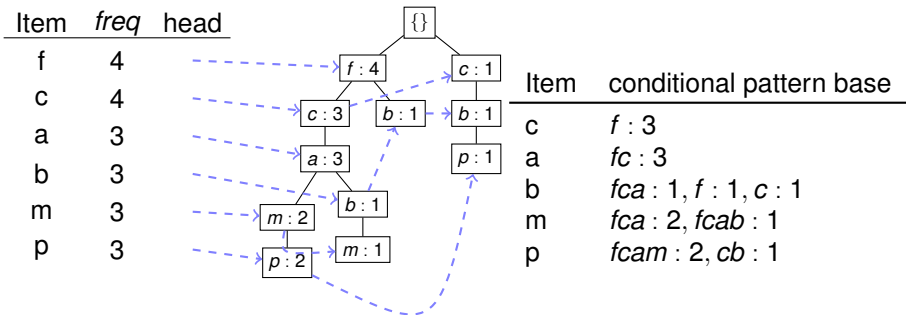 Item freq head
f 4
c 4
a 3
b 3
m 3
p 3
{}
f : 4 c : 1
c : 3 b : 1 b : 1
a : 3 p : 1
m : 2 b : 1
p : 2 m : 1
Item conditional pattern base
c f : 3
a fc : 3
b fca : 1, f : 1, c : 1
m fca : 2, fcab : 1
p fcam : 2, cb : 1